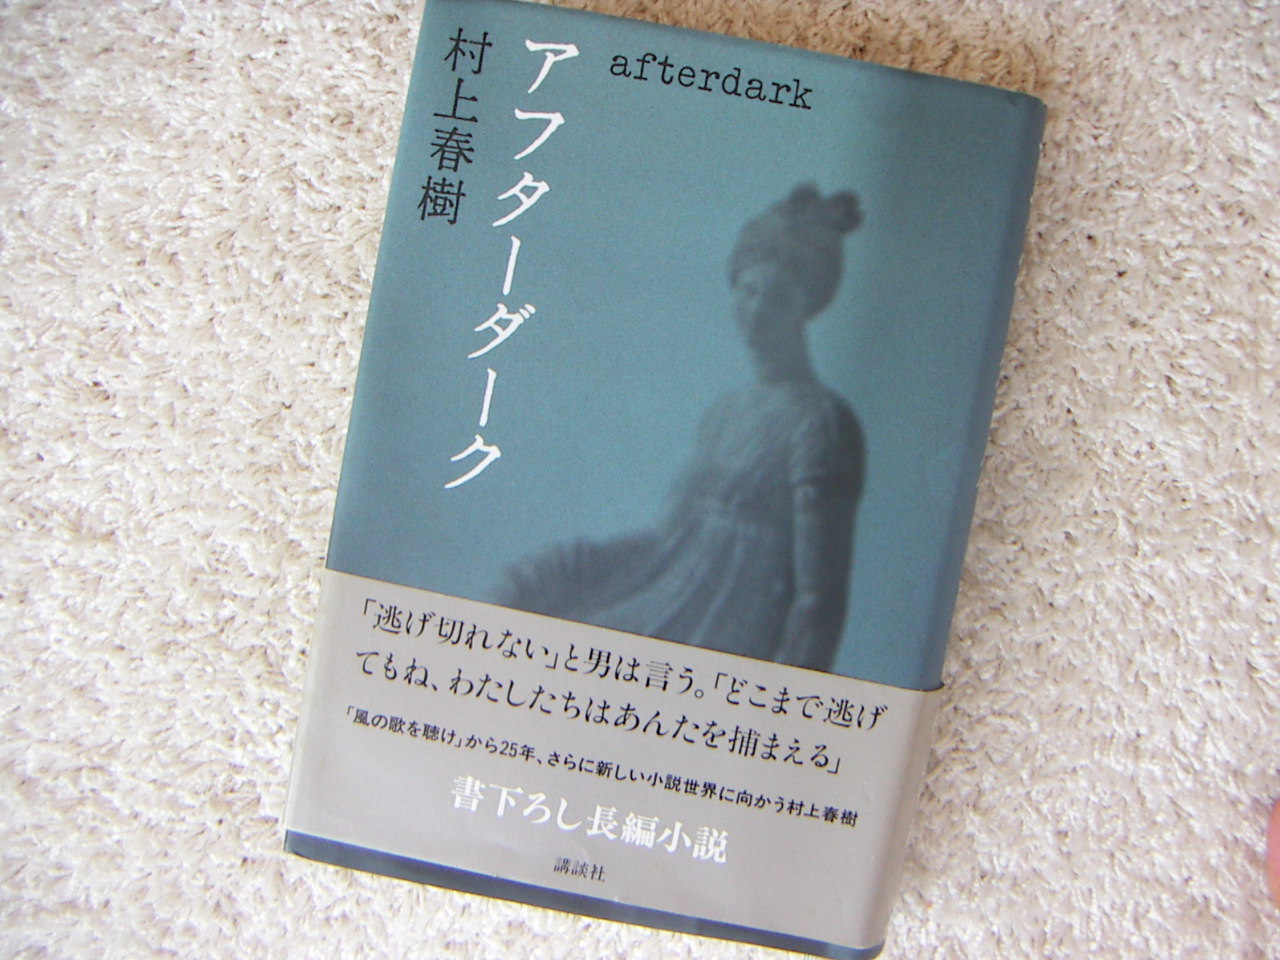 afterdark
アフターダーク
村上春樹
「逃げ切れない」と男は言う。「どこまで逃げ
てもね、わたしたちはあんたを捕まえる」
「風の歌を聴け」から25年、さらに新しい小説世界に向かう村上春樹
書下ろし長編小説
講談社